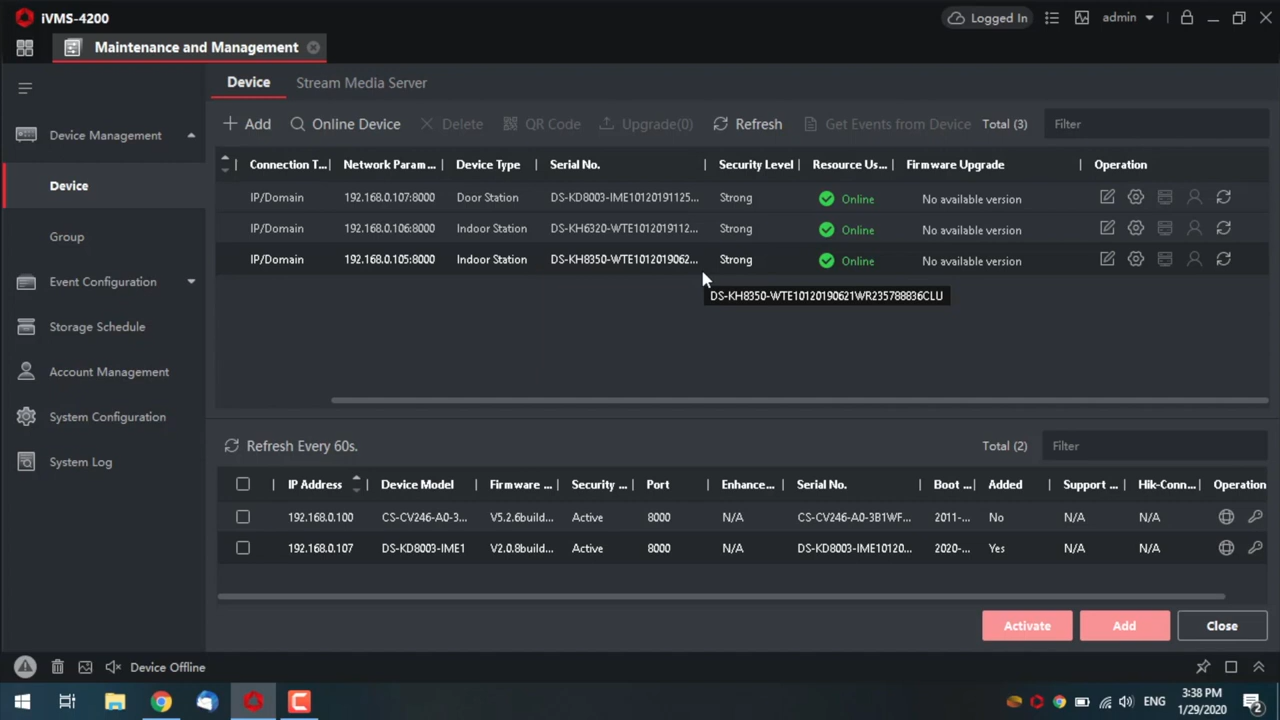 iVMS-4200
Logged In
admin
Maintenance and Management
Device Management
Device
Group
Event Configuration
Storage Schedule
Account Management
System Configuration
System Log
Device Stream Media Server
Add Online Device Delete QR Code Upgrade(0) Refresh Get Events from Device Total (3) Filter
Connection T... Network Param... Device Type Serial No. Security Level Resource Us... Firmware Upgrade Operation
IP/Domain 192.168.0.107:8000 Door Station DS-KD8003-IME10120191125... Strong Online No available version
IP/Domain 192.168.0.106:8000 Indoor Station DS-KH6320-WTE1012019112... Strong Online No available version
IP/Domain 192.168.0.105:8000 Indoor Station DS-KH8350-WTE1012019062... Strong Online No available version
DS-KH8350-WTE10120190621WR235788836CLU
Refresh Every 60s. Total (2) Filter
IP Address Device Model Firmware ... Security ... Port Enhance... Serial No. Boot ... Added Support ... Hik-Conn... Operation
192.168.0.100 CS-CV246-A0-3... V5.2.6build... Active 8000 N/A CS-CV246-A0-3B1WF... 2011-... No N/A N/A
192.168.0.107 DS-KD8003-IME1 V2.0.8build... Active 8000 N/A DS-KD8003-IME10120... 2020-... Yes N/A N/A
Activate Add Close
Device Offline
ENG
3:38 PM
1/29/2020
2